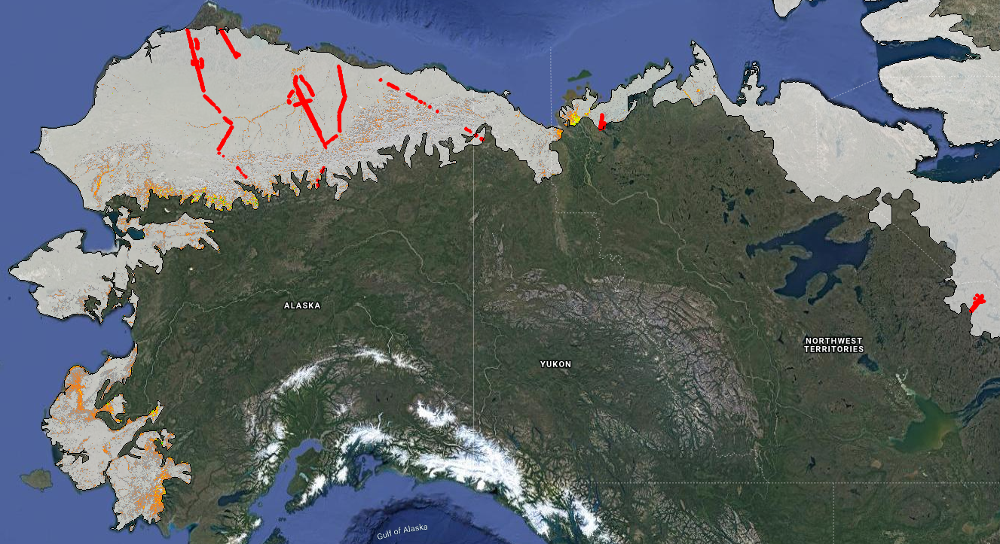 ALASKA
NORTHWEST
TERRITORIES
YUKON
Gulf of Alaska